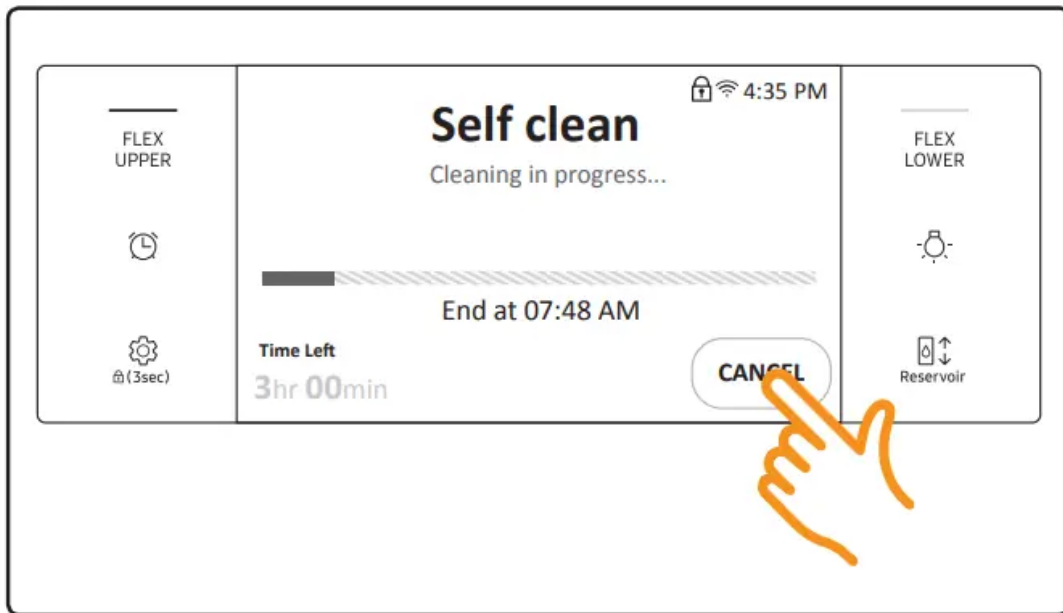 FLEX
UPPER
(3sec)
4:35 PM
Self clean
Cleaning in progress...
End at 07:48 AM
Time Left
3hr 00min
CANCEL
FLEX
LOWER
Reservoir